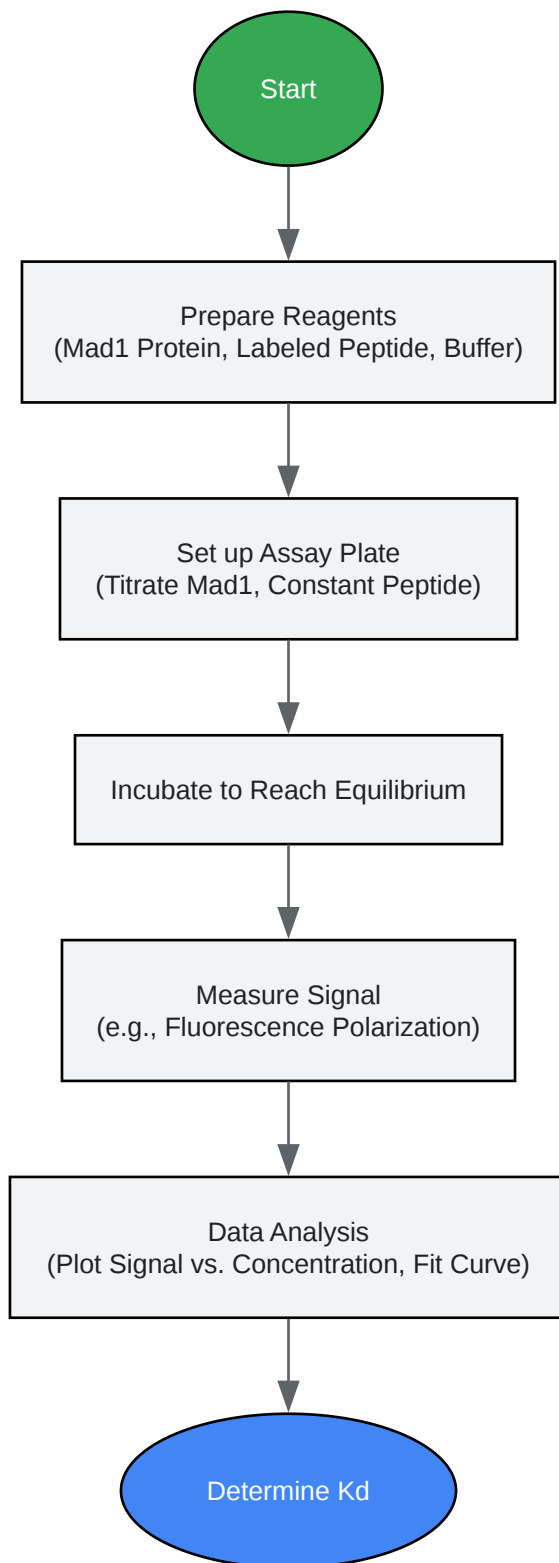 Start
Prepare Reagents
(Mad1 Protein, Labeled Peptide, Buffer)
Set up Assay Plate
(Titrate Mad1, Constant Peptide)
Incubate to Reach Equilibrium
Measure Signal
(e.g., Fluorescence Polarization)
Data Analysis
(Plot Signal vs. Concentration, Fit Curve)
Determine Kd